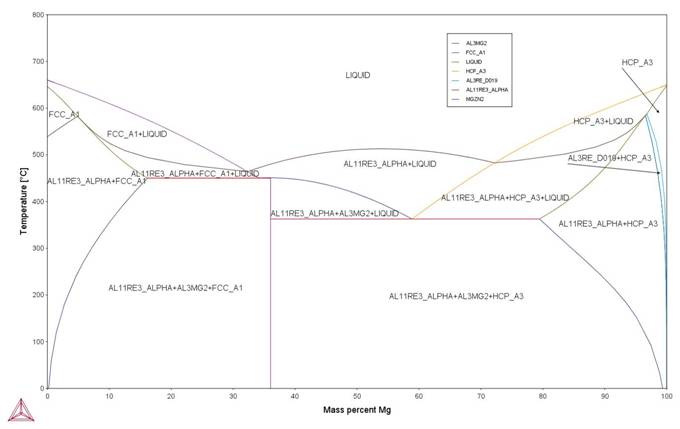 800
700
600
500
400
300
200
100
0
Temperature [°C]
0
10
20
30
40
50
60
70
80
90
100
Mass percent Mg
AL3MG2
FCC_A1
LIQUID
HCP_A3
AL3RE_D019
AL11RE3_ALPHA
MGZN2
HCP_A3
LIQUID
FCC_A1
FCC_A1+LIQUID
HCP_A3+LIQUID
AL11RE3_ALPHA+LIQUID
AL3RE_D019+HCP_A3
AL11RE3_ALPHA+FCC_A1+LIQUID
AL11RE3_ALPHA+FCC_A1
AL11RE3_ALPHA+HCP_A3+LIQUID
AL11RE3_ALPHA+AL3MG2+LIQUID
AL11RE3_ALPHA+HCP_A3
AL11RE3_ALPHA+AL3MG2+FCC_A1
AL11RE3_ALPHA+AL3MG2+HCP_A3